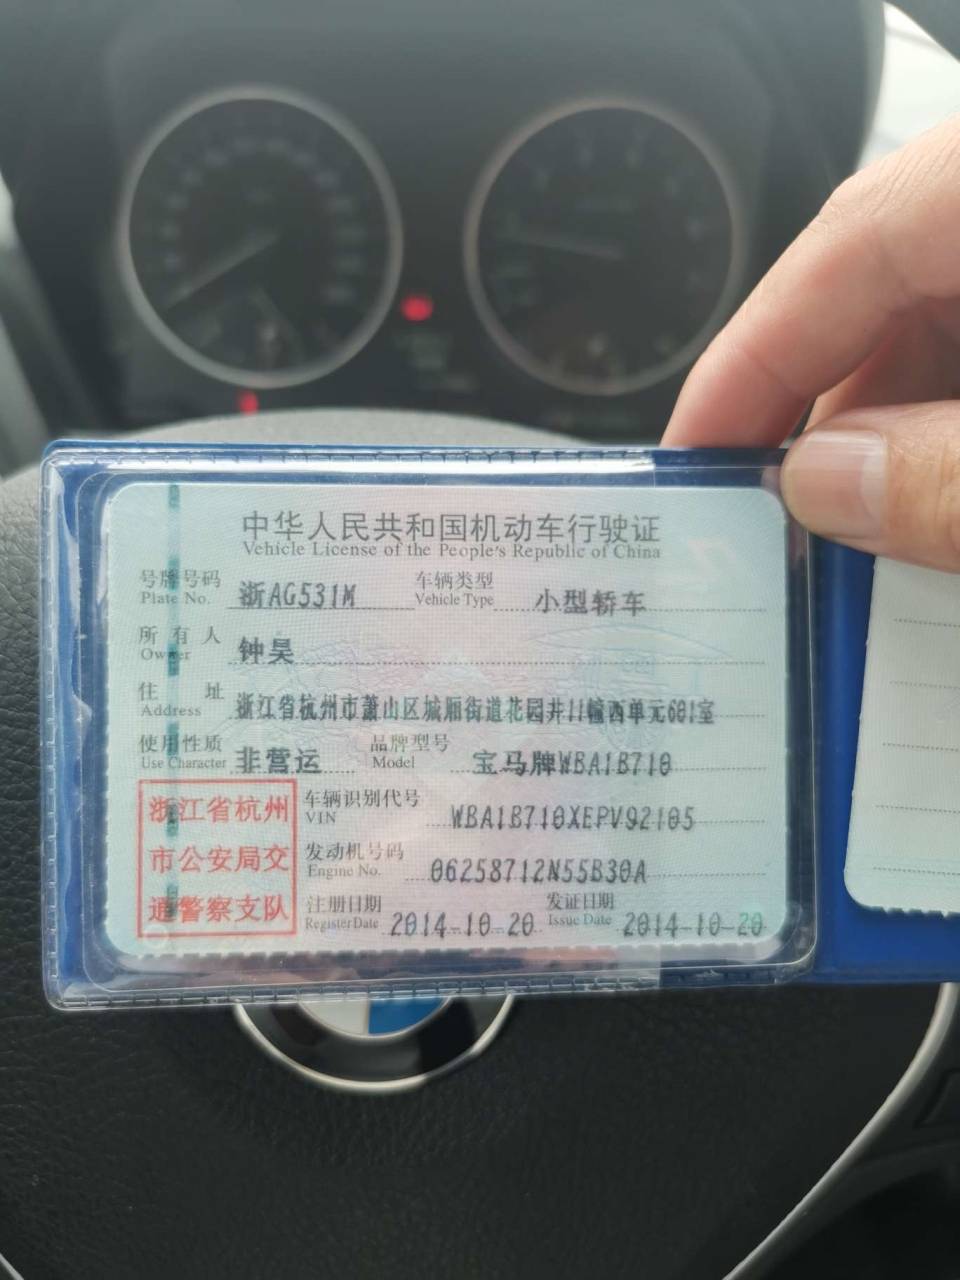 中华人民共和国机动车行驶证
Vehicle License of the People's Republic of China
号牌号码 浙AG531M 车辆类型 小型轿车
Plate No. Vehicle Type
所有人 钟昊
Owner
住址 浙江省杭州市萧山区城厢街道花园井11幢西单元601室
Address
使用性质 非营运 品牌型号 宝马牌WBA1B710
Use Character Model
浙江省杭州 车辆识别代号 WBA1B710XEPV92105
VIN
市公安局交 发动机号码 06258712N55B30A
Engine No.
通警察支队 注册日期 2014-10-20 发证日期 2014-10-20
Register Date Issue Date